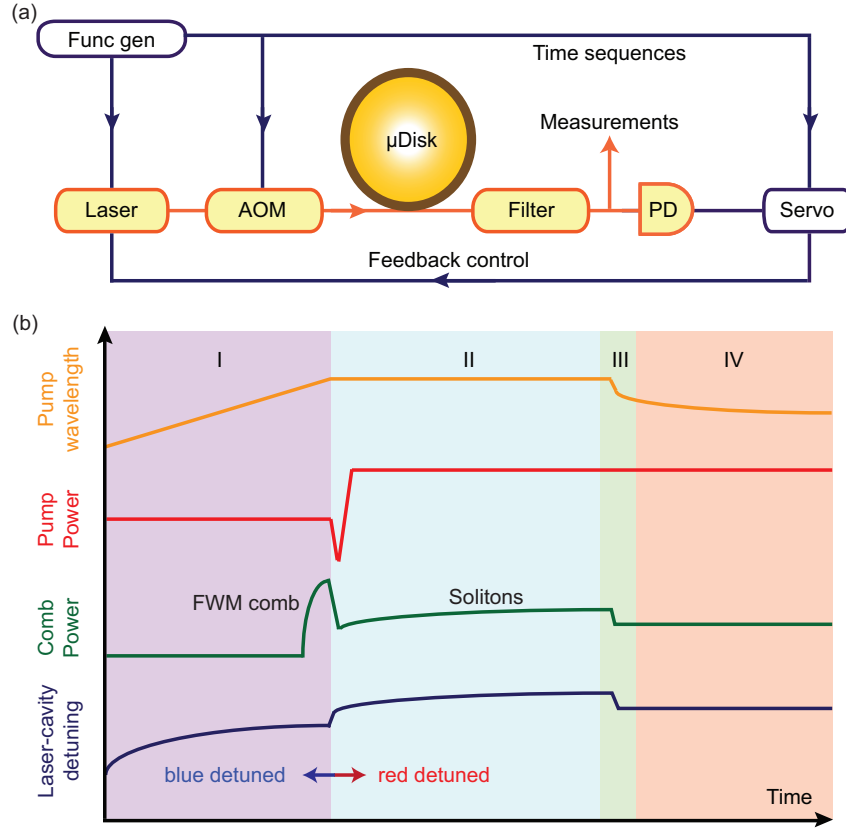 (a)
Func gen
Time sequences
μDisk
Measurements
Laser
AOM
Filter
PD
Servo
Feedback control
(b)
I
II
III
IV
Pump
wavelength
Pump
Power
FWM comb
Solitons
Comb
Power
Laser-cavity
detuning
blue detuned
red detuned
Time